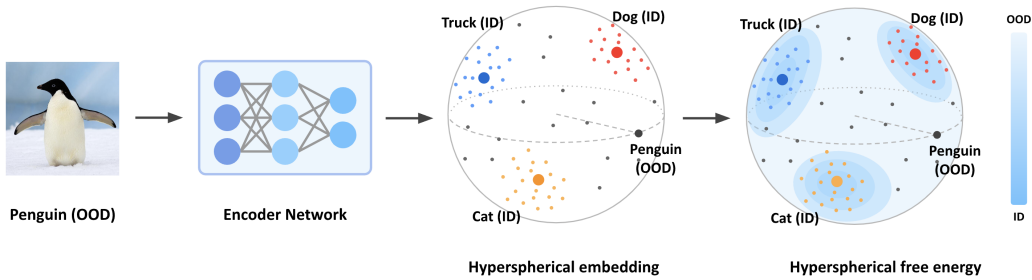 Penguin (OOD)
Encoder Network
Truck (ID)
Dog (ID)
Penguin
(OOD)
Cat (ID)
Hyperspherical embedding
Truck (ID)
Dog (ID)
Penguin
(OOD)
Cat (ID)
Hyperspherical free energy
OOD
ID